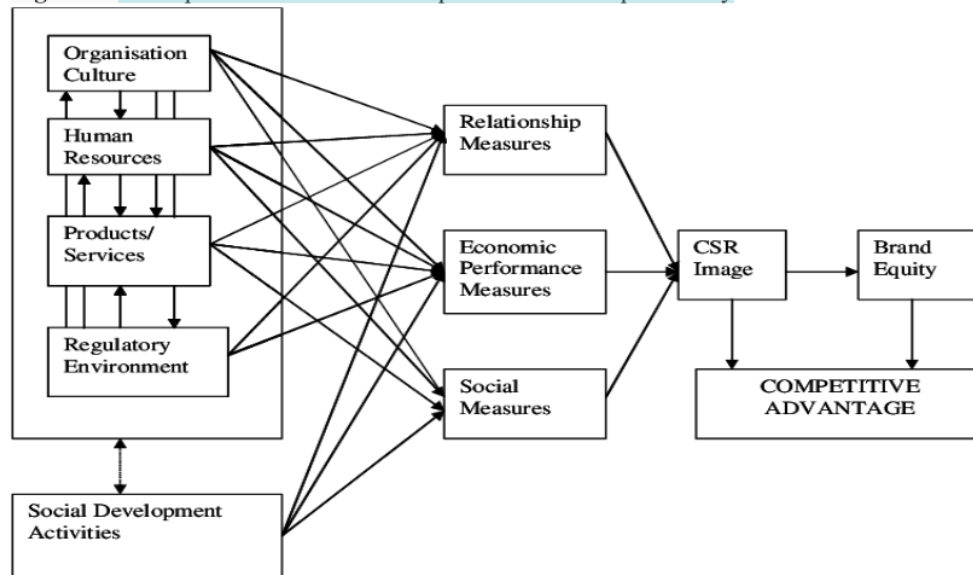 Organisation
Culture
Human
Resources
Products/
Services
Regulatory
Environment
Social Development
Activities
Relationship
Measures
Economic
Performance
Measures
Social
Measures
CSR
Image
Brand
Equity
COMPETITIVE
ADVANTAGE